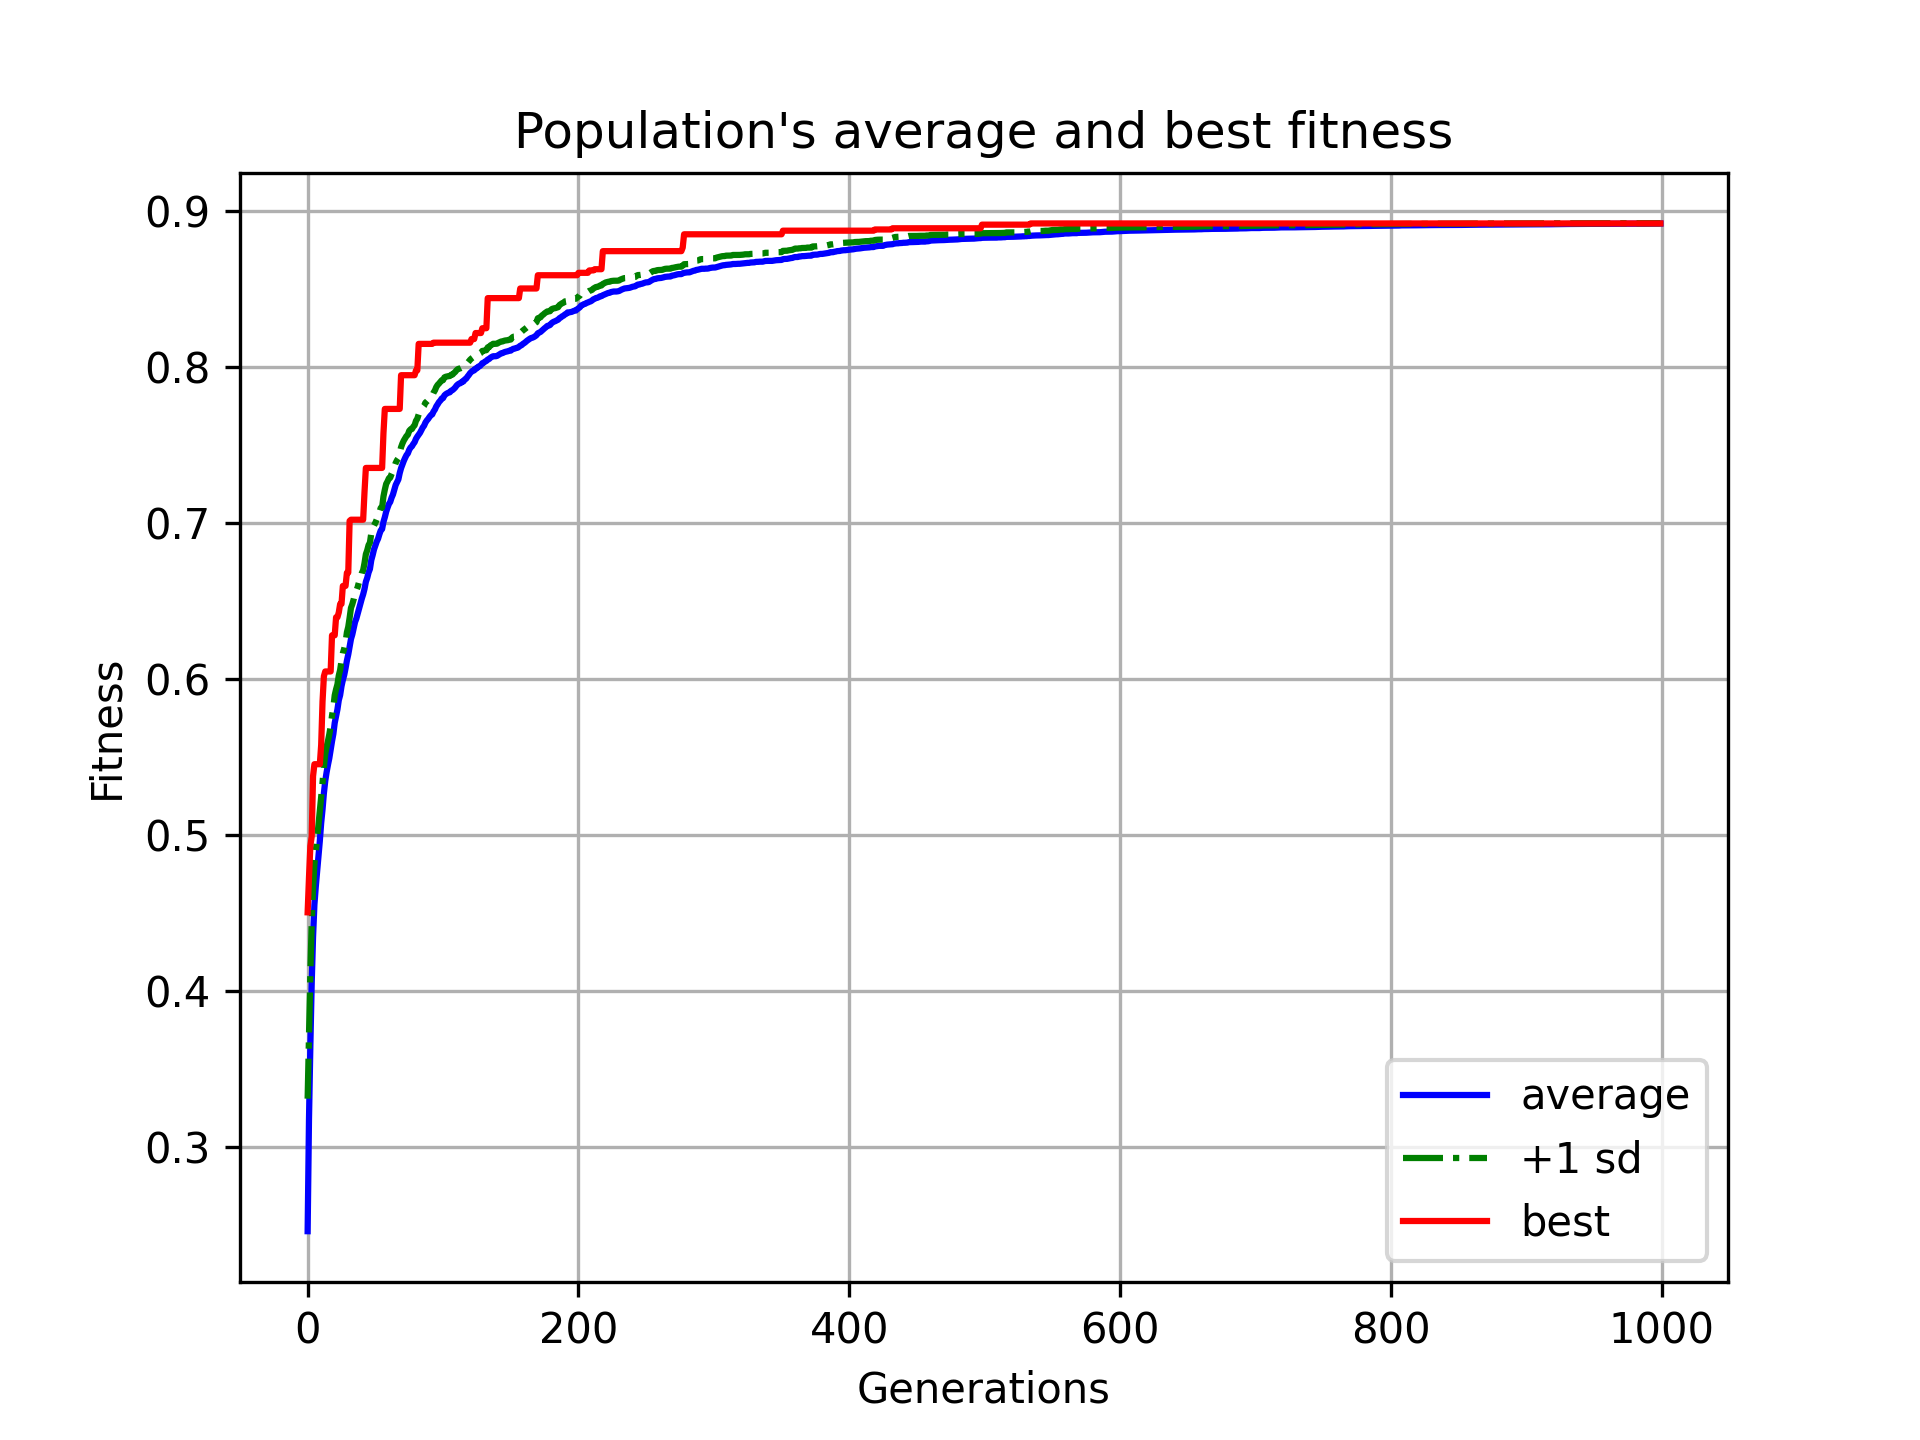 Population's average and best fitness
0.9
0.8
0.7
0.6
0.5
0.4
0.3
Fitness
average
+1 sd
best
0 200 400 600 800 1000
Generations